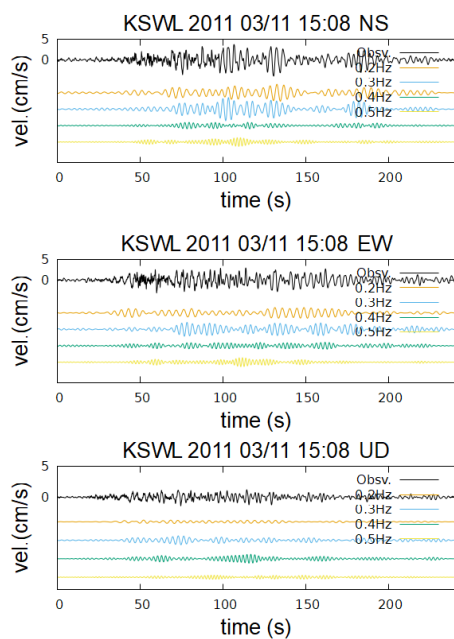 KSWL 2011 03/11 15:08 NS
5
0
vel.(cm/s)
Obsv.
0.2Hz
0.3Hz
0.4Hz
0.5Hz
0 50 100 150 200
time (s)
KSWL 2011 03/11 15:08 EW
5
0
vel.(cm/s)
Obsv.
0.2Hz
0.3Hz
0.4Hz
0.5Hz
0 50 100 150 200
time (s)
KSWL 2011 03/11 15:08 UD
5
0
vel.(cm/s)
Obsv.
0.2Hz
0.3Hz
0.4Hz
0.5Hz
0 50 100 150 200
time (s)